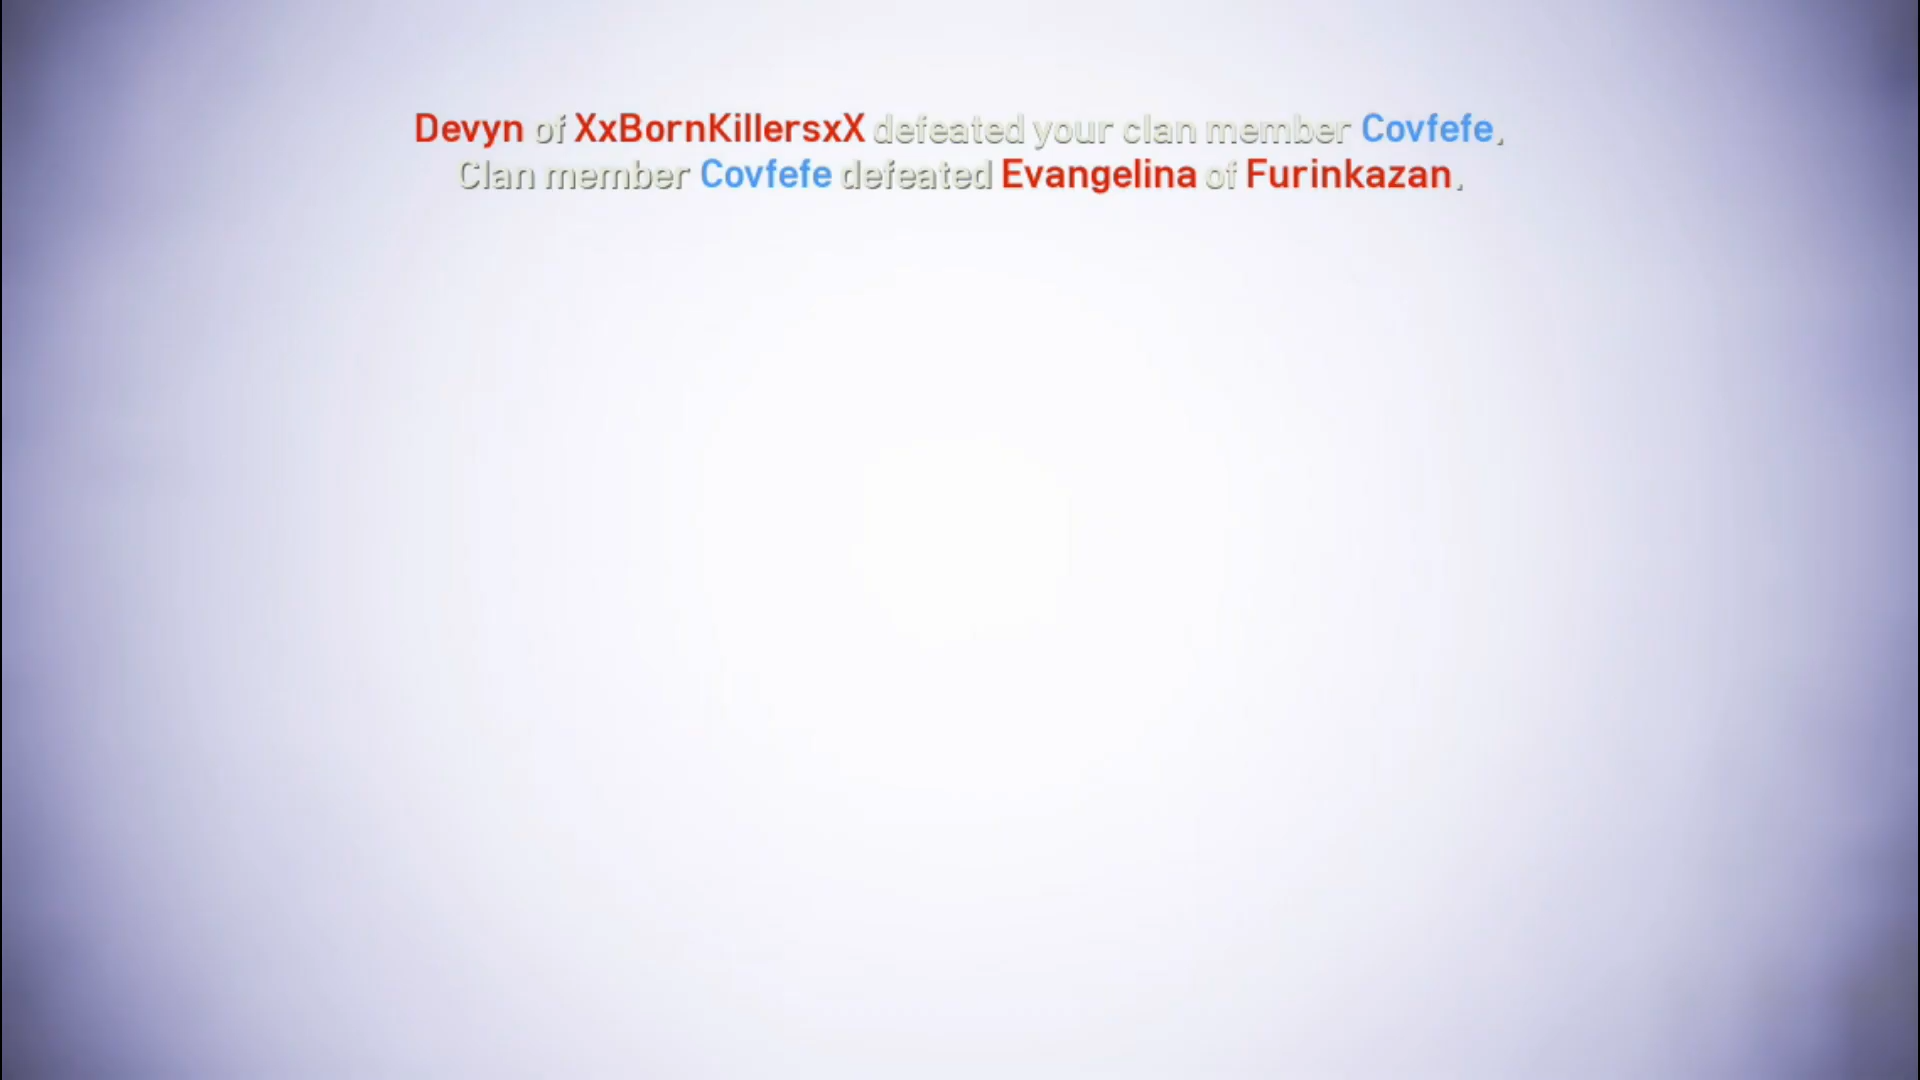 Devyn of XxBornKillersxX defeated your clan member Covfefe.
Clan member Covfefe defeated Evangelina of Furinkazan.